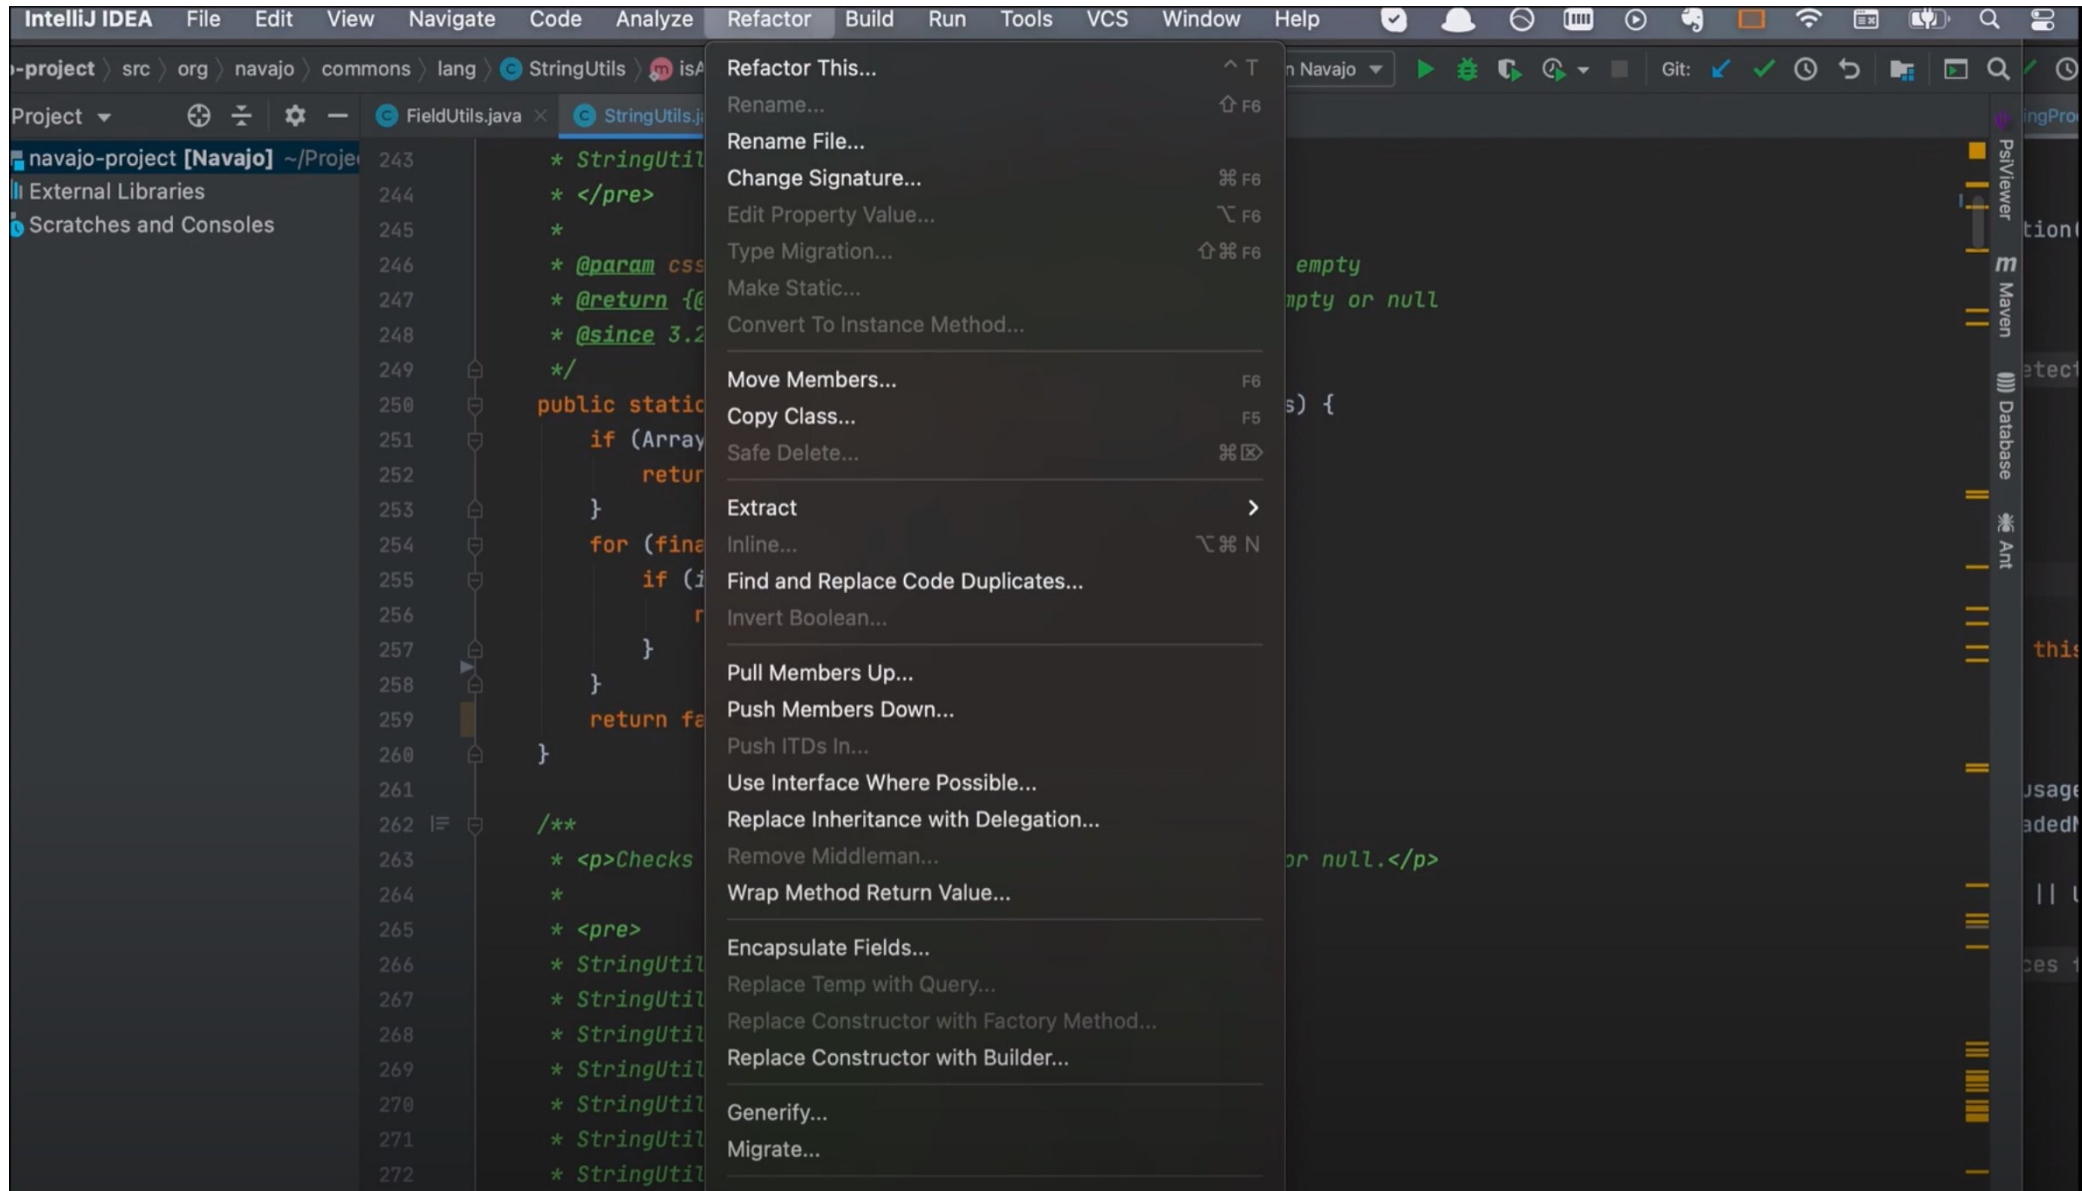 IntelliJ IDEA File Edit View Navigate Code Analyze Refactor Build Run Tools VCS Window Help
-project src org navajo commons lang StringUtils isA
n Navajo Git:
Project
FieldUtils.java StringUtils.j
navajo-project [Navajo] ~/Proje
External Libraries
Scratches and Consoles
Refactor This... ^ T
Rename... ⇧ F6
Rename File...
Change Signature... ⌘ F6
Edit Property Value... ⌥ F6
Type Migration... ⇧⌘ F6
Make Static...
Convert To Instance Method...
Move Members... F6
Copy Class... F5
Safe Delete... ⌘⌦
Extract
Inline... ⌥⌘ N
Find and Replace Code Duplicates...
Invert Boolean...
Pull Members Up...
Push Members Down...
Push ITDs In...
Use Interface Where Possible...
Replace Inheritance with Delegation...
Remove Middleman...
Wrap Method Return Value...
Encapsulate Fields...
Replace Temp with Query...
Replace Constructor with Factory Method...
Replace Constructor with Builder...
Generify...
Migrate...
243 * StringUtil
244 * </pre>
245 *
246 * @param css empty
247 * @return {@ mpty or null
248 * @since 3.2
249 */
250 public static s) {
251 if (Array
252 retur
253 }
254 for (fina
255 if (i
256 r
257 }
258 }
259 return fa
260 }
261
262 /**
263 * <p>Checks or null.</p>
264 *
265 * <pre>
266 * StringUtil
267 * StringUtil
268 * StringUtil
269 * StringUtil
270 * StringUtil
271 * StringUtil
272 * StringUtil
PsiViewer
Maven
Database
Ant
ingPro
tion(
etect
this
usage
adedM
||
ces